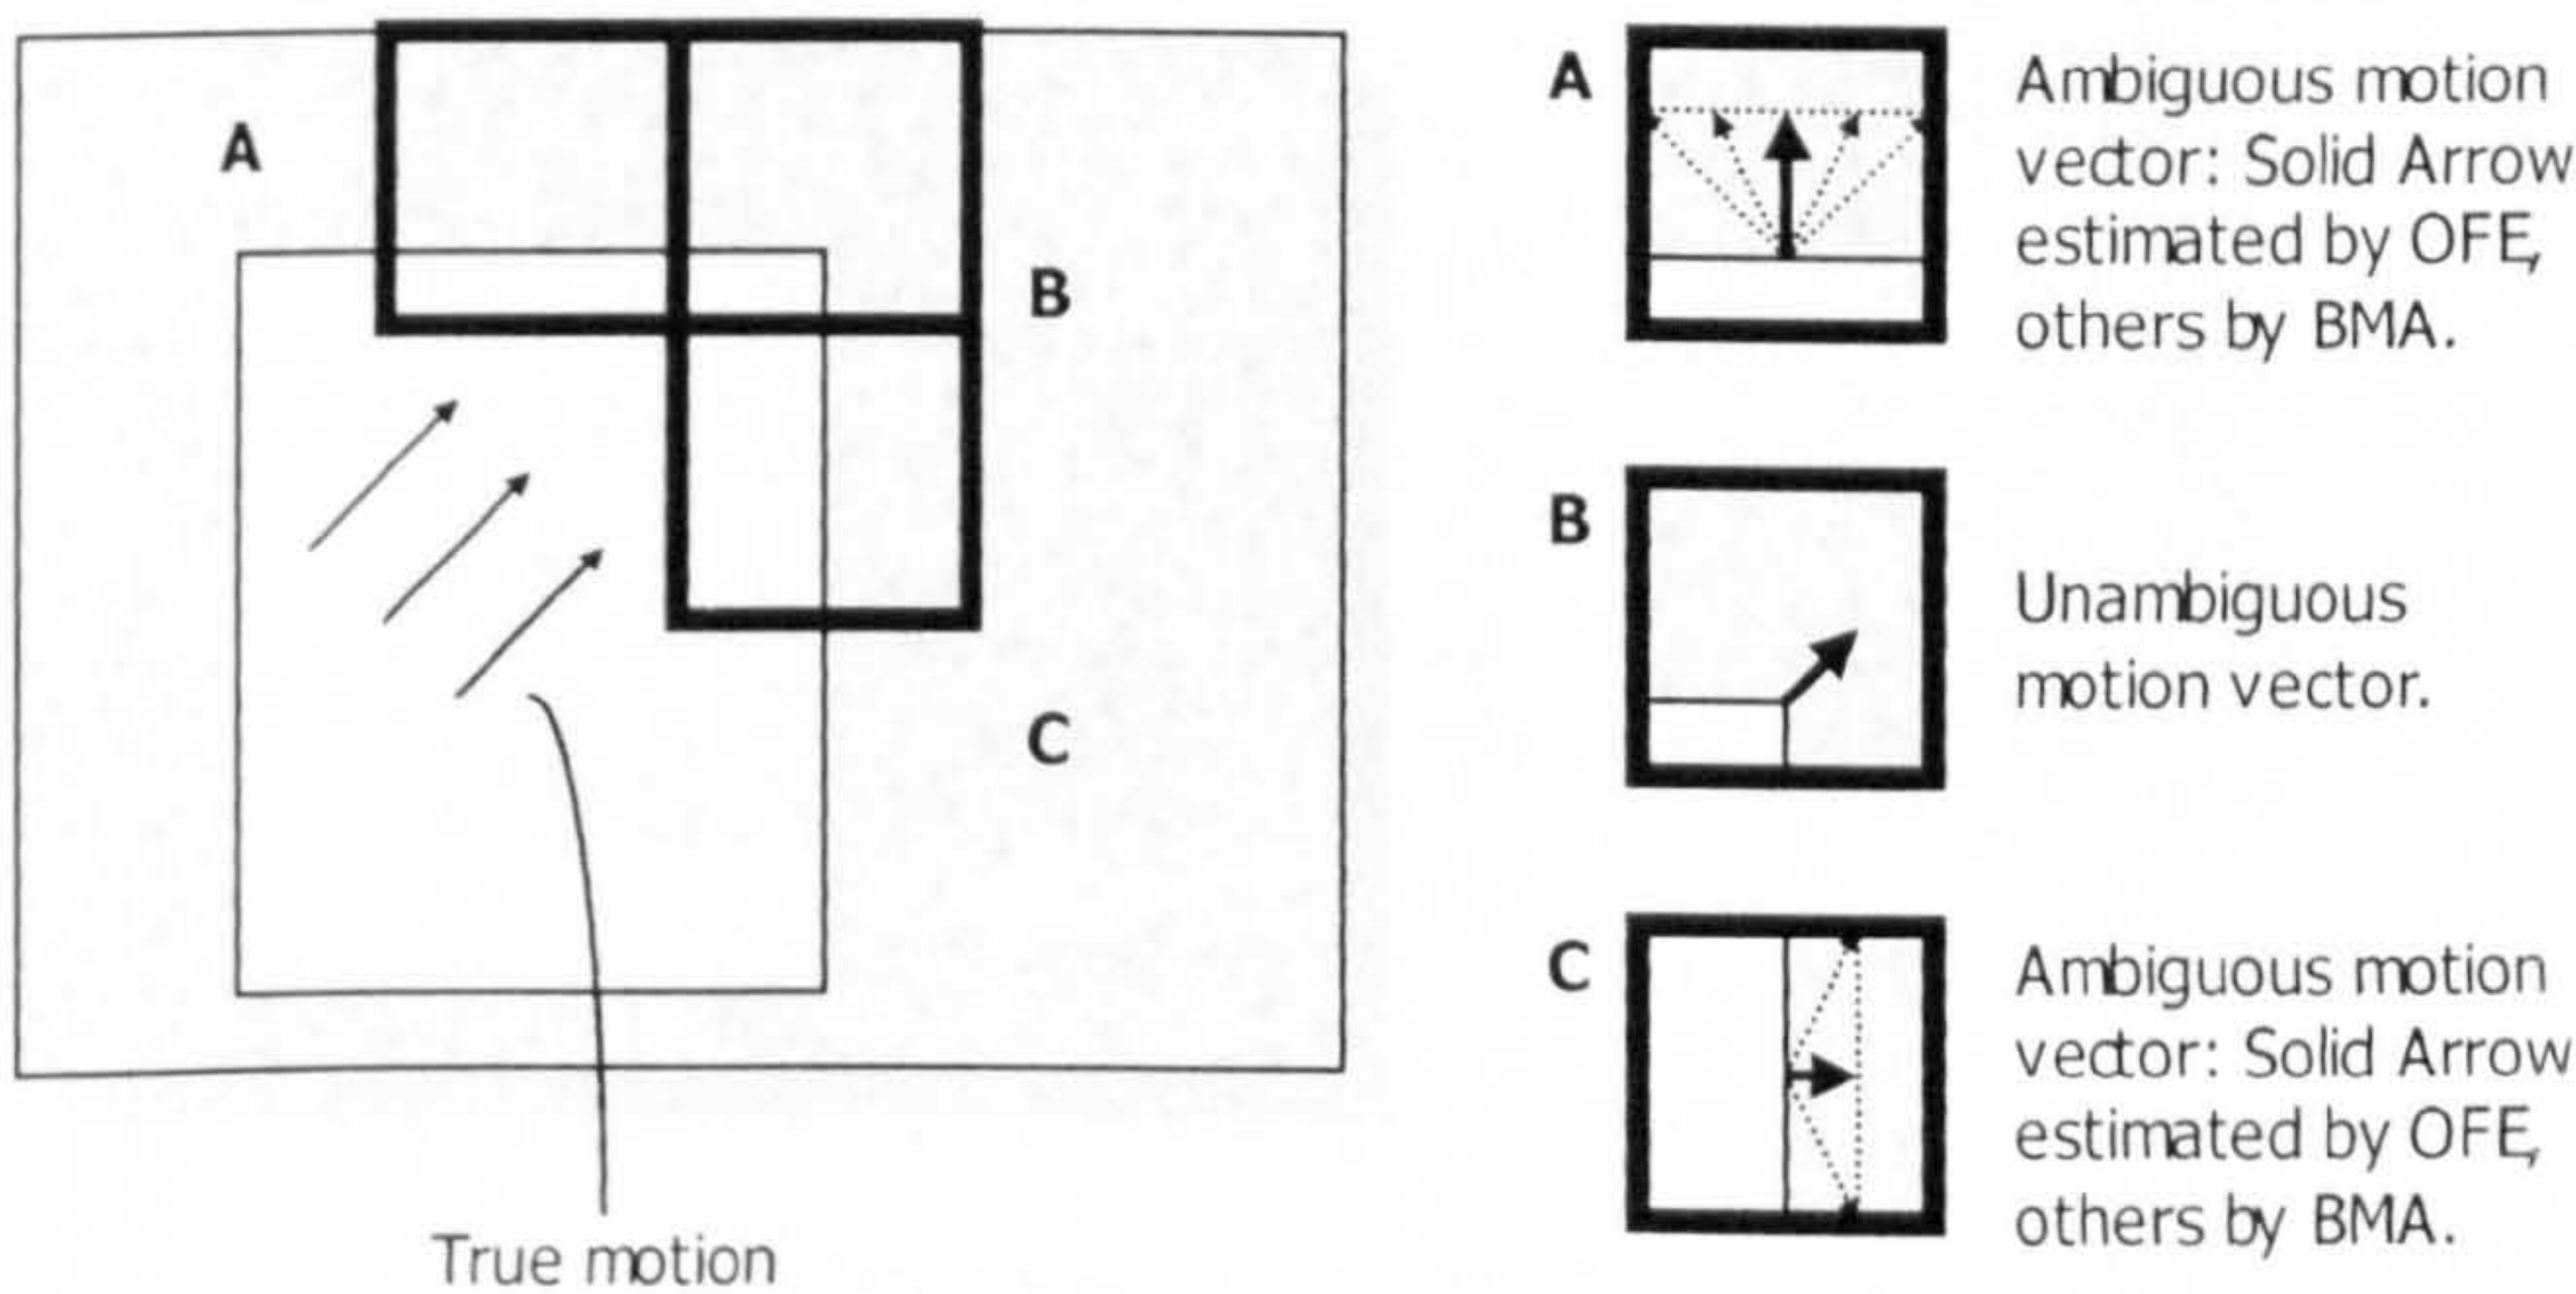 A
B
C
True motion
A
Ambiguous motion
vector: Solid Arrow
estimated by OFE,
others by BMA.
B
Unambiguous
motion vector.
C
Ambiguous motion
vector: Solid Arrow
estimated by OFE,
others by BMA.